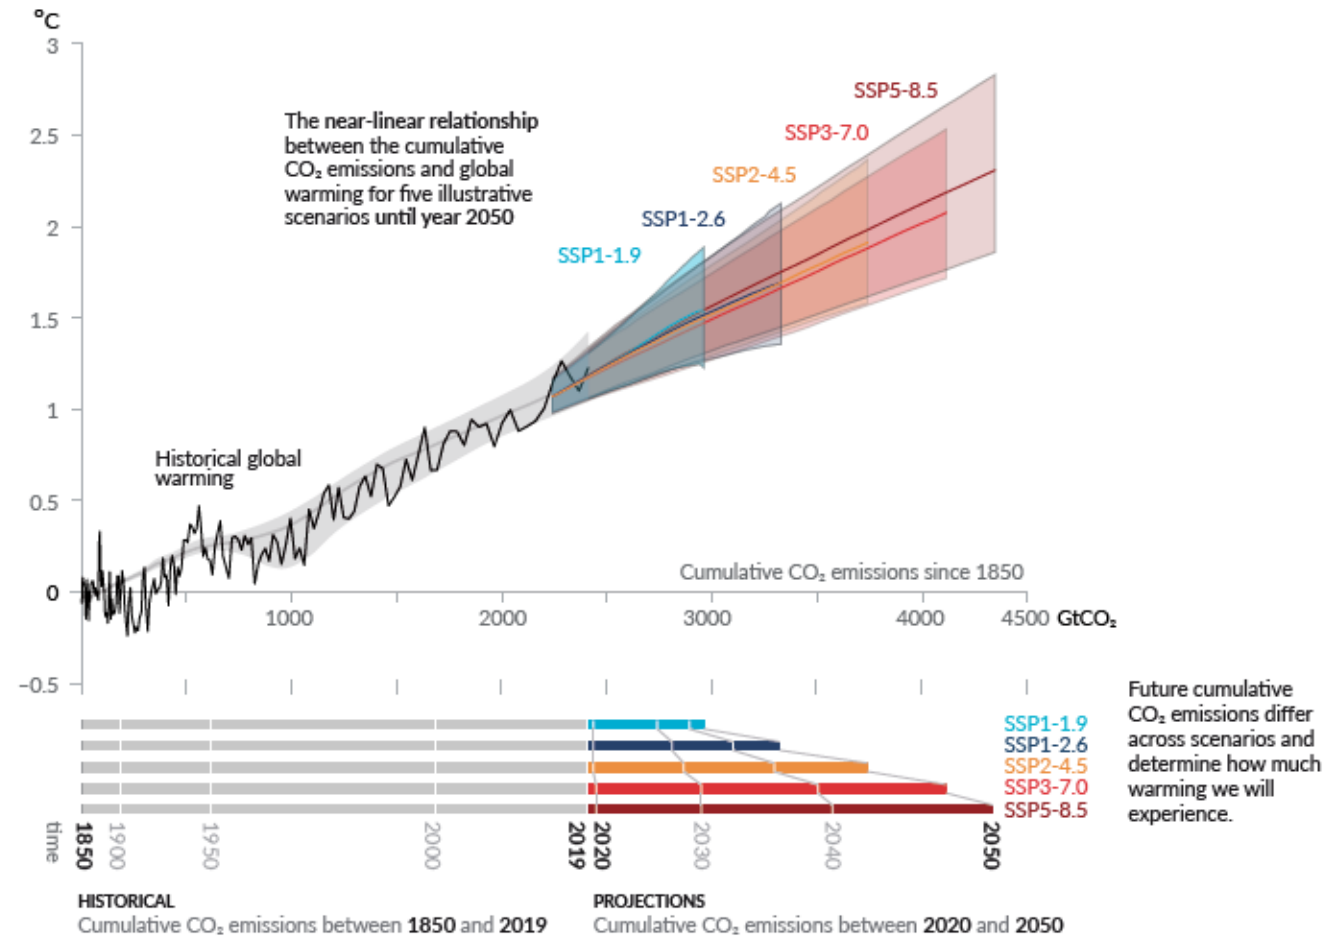 °C
3
2.5
2
1.5
1
0.5
0
−0.5
The near-linear relationship
between the cumulative
CO₂ emissions and global
warming for five illustrative
scenarios until year 2050
SSP5-8.5
SSP3-7.0
SSP2-4.5
SSP1-2.6
SSP1-1.9
Historical global
warming
Cumulative CO₂ emissions since 1850
1000 2000 3000 4000 4500 GtCO₂
SSP1-1.9
SSP1-2.6
SSP2-4.5
SSP3-7.0
SSP5-8.5
Future cumulative
CO₂ emissions differ
across scenarios and
determine how much
warming we will
experience.
time 1850 1900 1950 2000 2019 2020 2030 2040 2050
HISTORICAL
Cumulative CO₂ emissions between 1850 and 2019
PROJECTIONS
Cumulative CO₂ emissions between 2020 and 2050